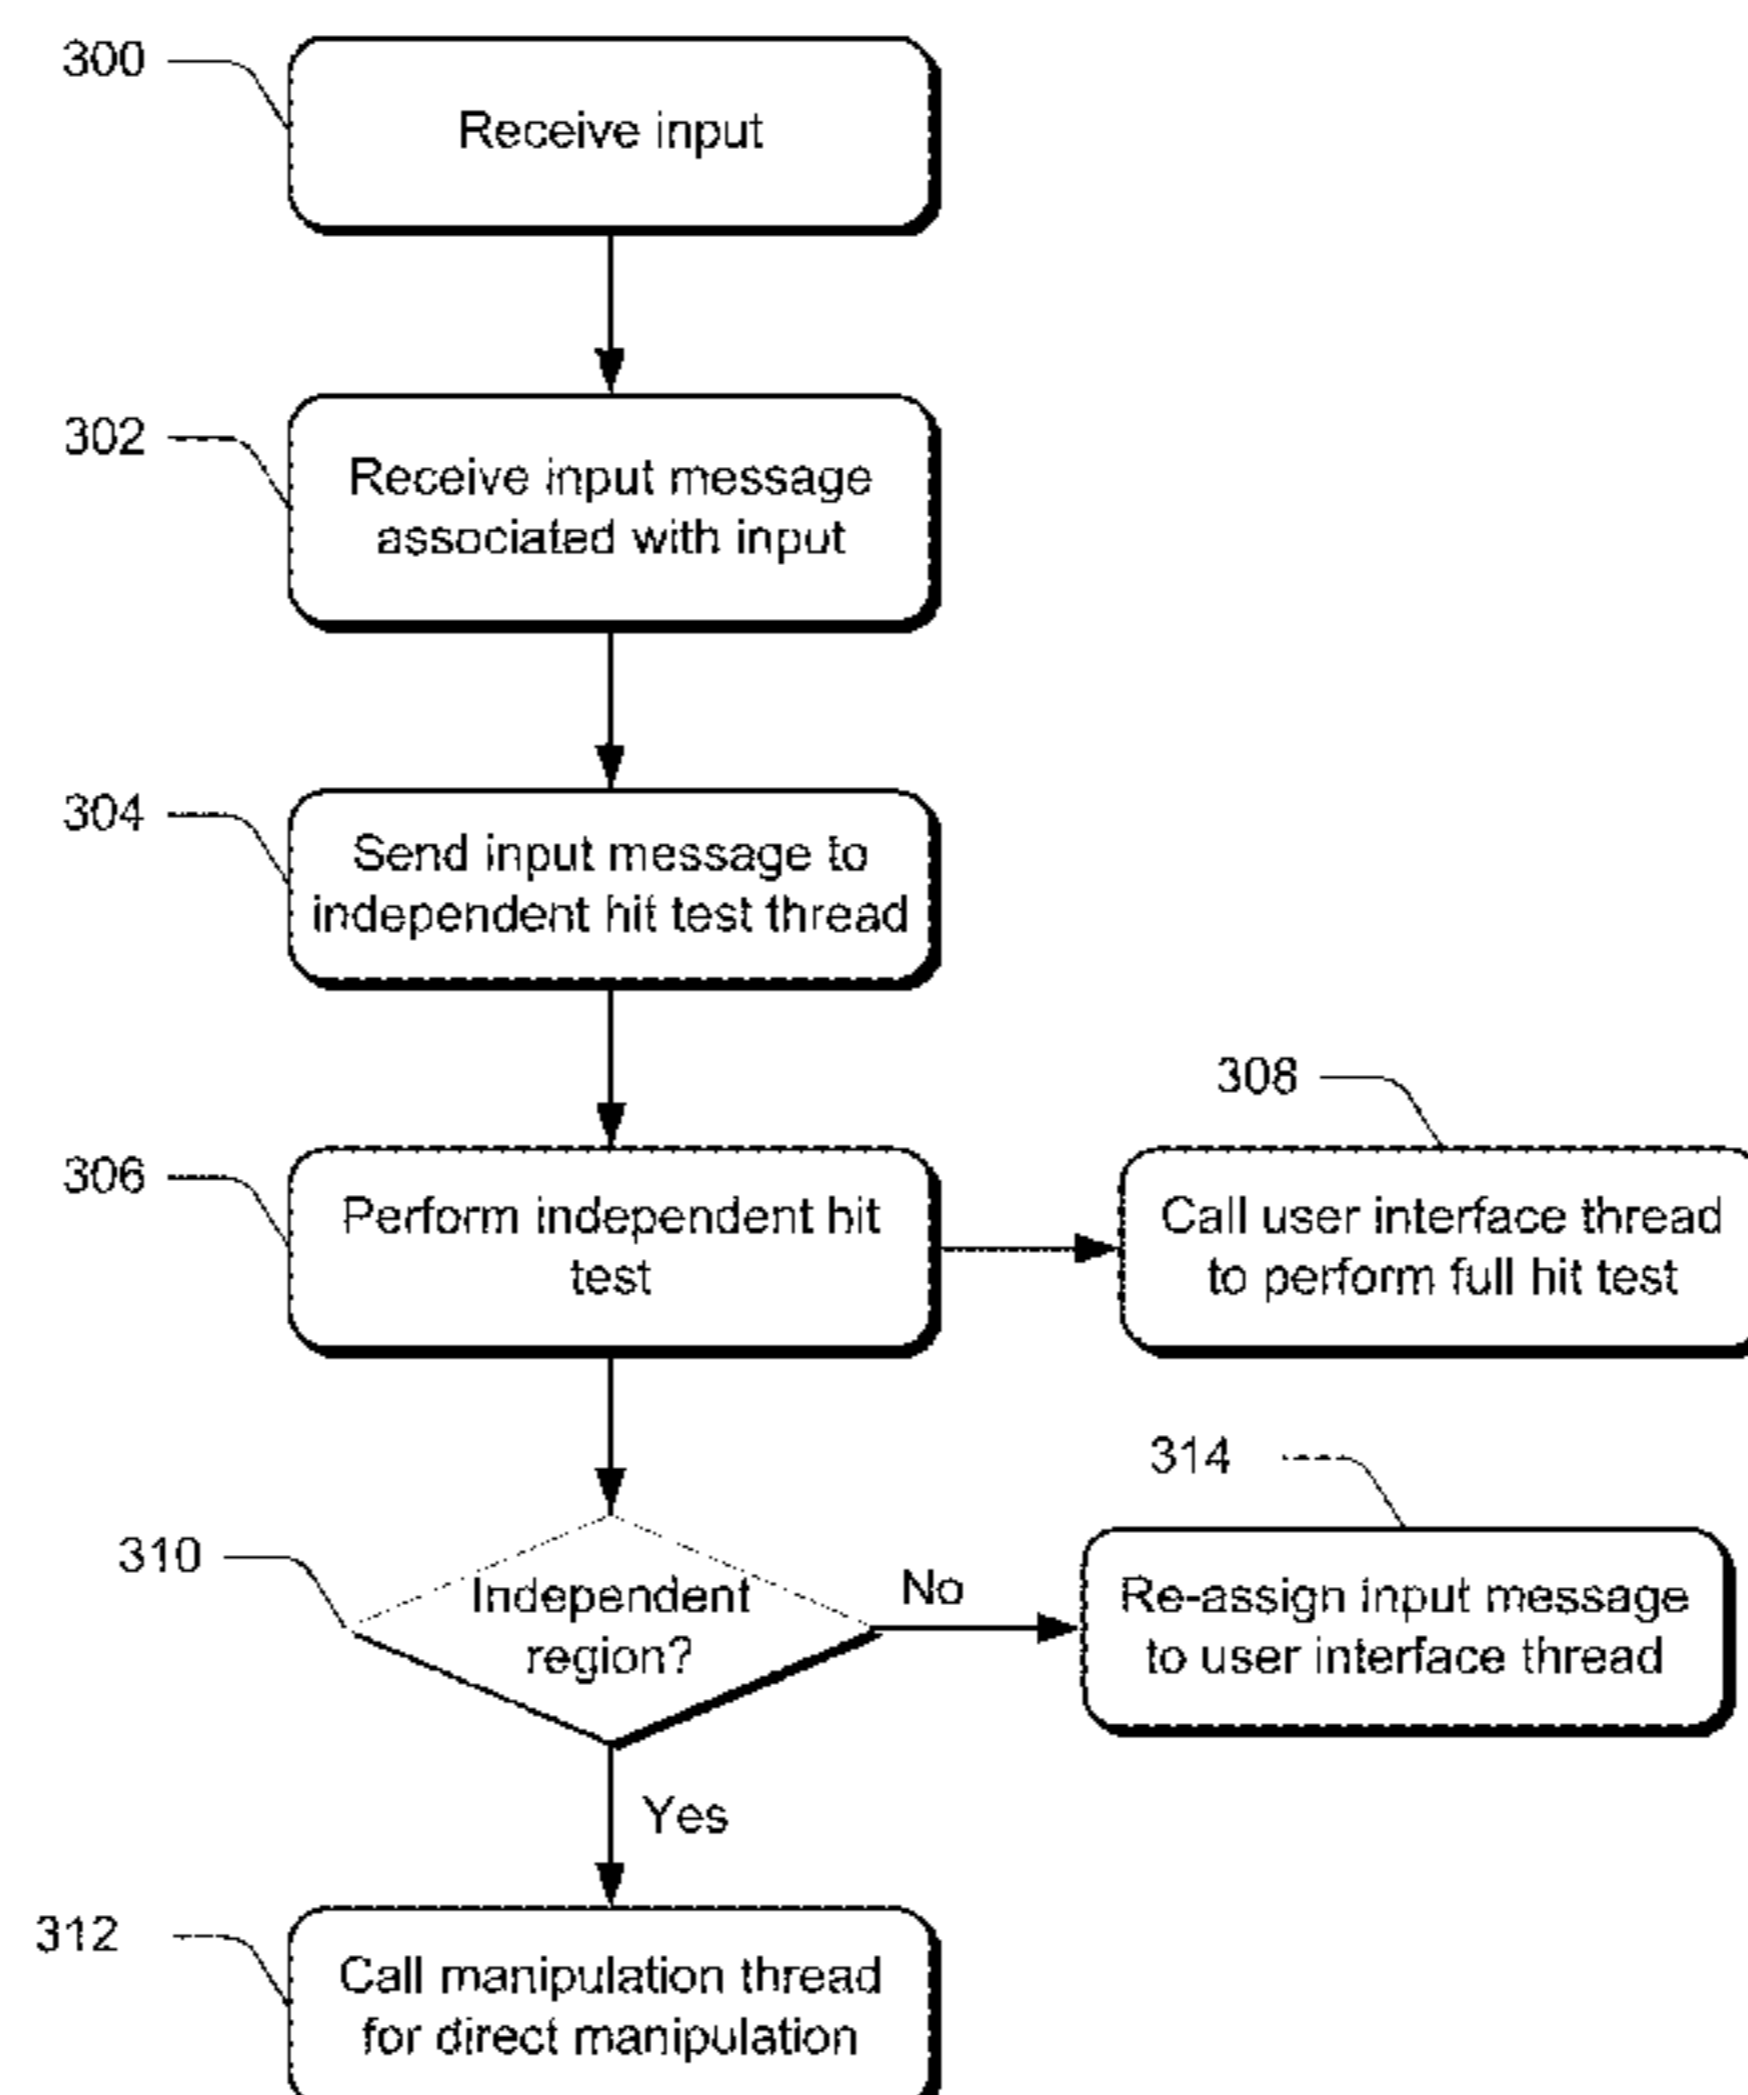 300
Receive input
302
Receive input message
associated with input
304
Send input message to
independent hit test thread
308
306
Perform independent hit
test
Call user interface thread
to perform full hit test
314
310
Independent
region?
No
Re-assign input message
to user interface thread
Yes
312
Call manipulation thread
for direct manipulation